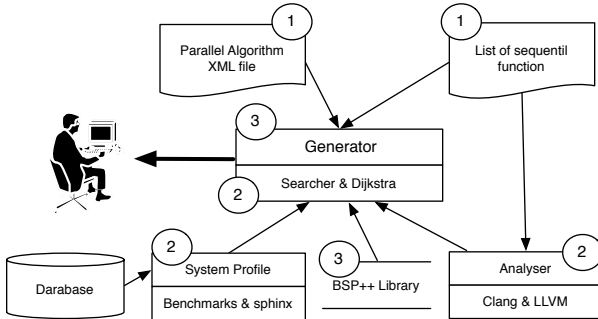 1
Parallel Algorithm
XML file
1
List of sequentil
function
3
Generator
2
Searcher & Dijkstra
Darabase
2
System Profile
Benchmarks & sphinx
3
BSP++ Library
2
Analyser
Clang & LLVM